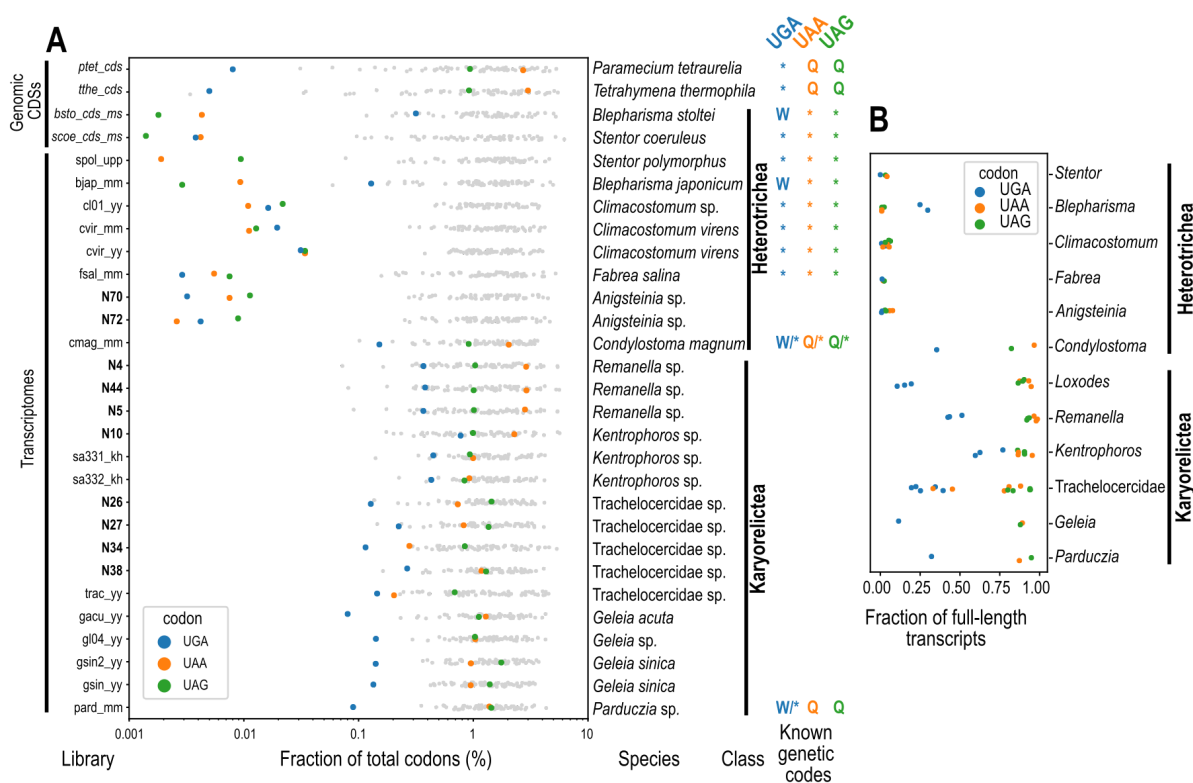 A
UGA UAA UAG
Genomic CDSs
ptet_cds Paramecium tetraurelia * Q Q
tthe_cds Tetrahymena thermophila * Q Q
bsto_cds_ms Blepharisma stoltei W * *
scoe_cds_ms Stentor coeruleus * * *
Transcriptomes
spol_upp Stentor polymorphus * * *
bjap_mm Blepharisma japonicum W * *
cl01_yy Climacostomum sp. * * *
cvir_mm Climacostomum virens * * *
cvir_yy Climacostomum virens * * *
fsal_mm Fabrea salina * * *
N70 Anigsteinia sp.
N72 Anigsteinia sp.
cmag_mm Condylostoma magnum W/* Q/* Q/*
Heterotrichea
N4 Remanella sp.
N44 Remanella sp.
N5 Remanella sp.
N10 Kentrophoros sp.
sa331_kh Kentrophoros sp.
sa332_kh Kentrophoros sp.
N26 Trachelocercidae sp.
N27 Trachelocercidae sp.
N34 Trachelocercidae sp.
N38 Trachelocercidae sp.
trac_yy Trachelocercidae sp.
gacu_yy Geleia acuta
gl04_yy Geleia sp.
gsin2_yy Geleia sinica
gsin_yy Geleia sinica
pard_mm Parduczia sp. W/* Q Q
Karyorelictea
codon
UGA
UAA
UAG
0.001 0.01 0.1 1 10
Library
Fraction of total codons (%)
Species
Class
Known
genetic
codes
B
codon
UGA
UAA
UAG
Stentor
Blepharisma
Climacostomum
Fabrea
Anigsteinia
Condylostoma
Heterotrichea
Loxodes
Remanella
Kentrophoros
Trachelocercidae
Geleia
Parduczia
Karyorelictea
0.00 0.25 0.50 0.75 1.00
Fraction of full-length
transcripts